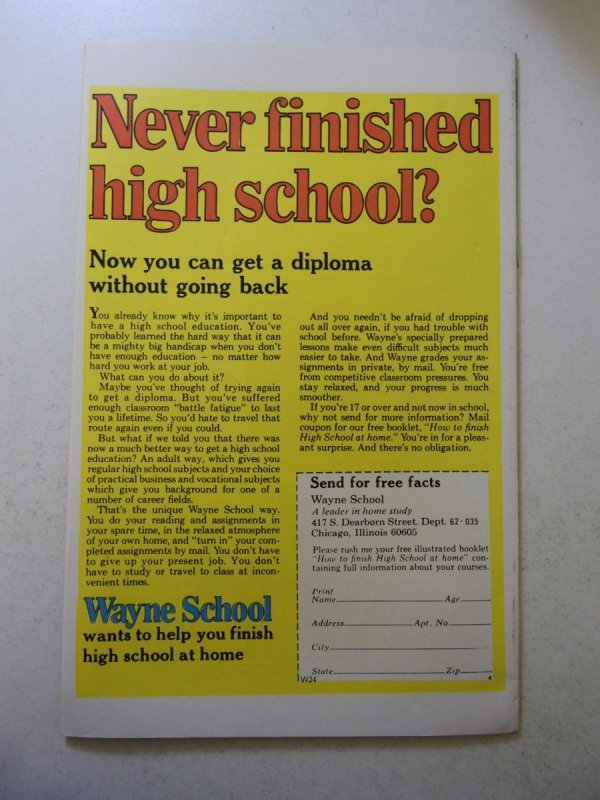 Never finished
high school?
Now you can get a diploma
without going back
You already know why it's important to
have a high school education. You've
probably learned the hard way that it can
be a mighty big handicap when you don't
have enough education – no matter how
hard you work at your job.
What can you do about it?
Maybe you've thought of trying again
to get a diploma. But you've suffered
enough classroom "battle fatigue" to last
you a lifetime. So you'd hate to travel that
route again even if you could.
But what if we told you that there was
now a much better way to get a high school
education? An adult way, which gives you
regular high school subjects and your choice
of practical business and vocational subjects
which give you background for one of a
number of career fields.
That's the unique Wayne School way.
You do your reading and assignments in
your spare time, in the relaxed atmosphere
of your own home, and "turn in" your com-
pleted assignments by mail. You don't have
to give up your present job. You don't
have to study or travel to class at incon-
venient times.
Wayne School
wants to help you finish
high school at home
And you needn't be afraid of dropping
out all over again, if you had trouble with
school before. Wayne's specially prepared
lessons make even difficult subjects much
easier to take. And Wayne grades your as-
signments in private, by mail. You're free
from competitive classroom pressures. You
stay relaxed, and your progress is much
smoother.
If you're 17 or over and not now in school,
why not send for more information? Mail
coupon for our free booklet, "How to finish
High School at home." You're in for a pleas-
ant surprise. And there's no obligation.
Send for free facts
Wayne School
A leader in home study
417 S. Dearborn Street. Dept. 62-035
Chicago, Illinois 60605
Please rush me your free illustrated booklet
"How to finish High School at home" con-
taining full information about your courses.
Print
Name Age
Address Apt. No.
City
State Zip
W24 4